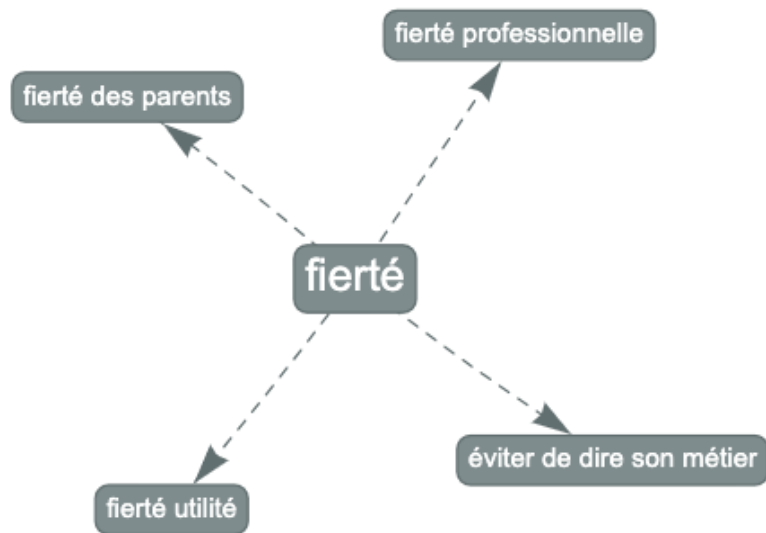 fierté professionnelle
fierté des parents
fierté
éviter de dire son métier
fierté utilité